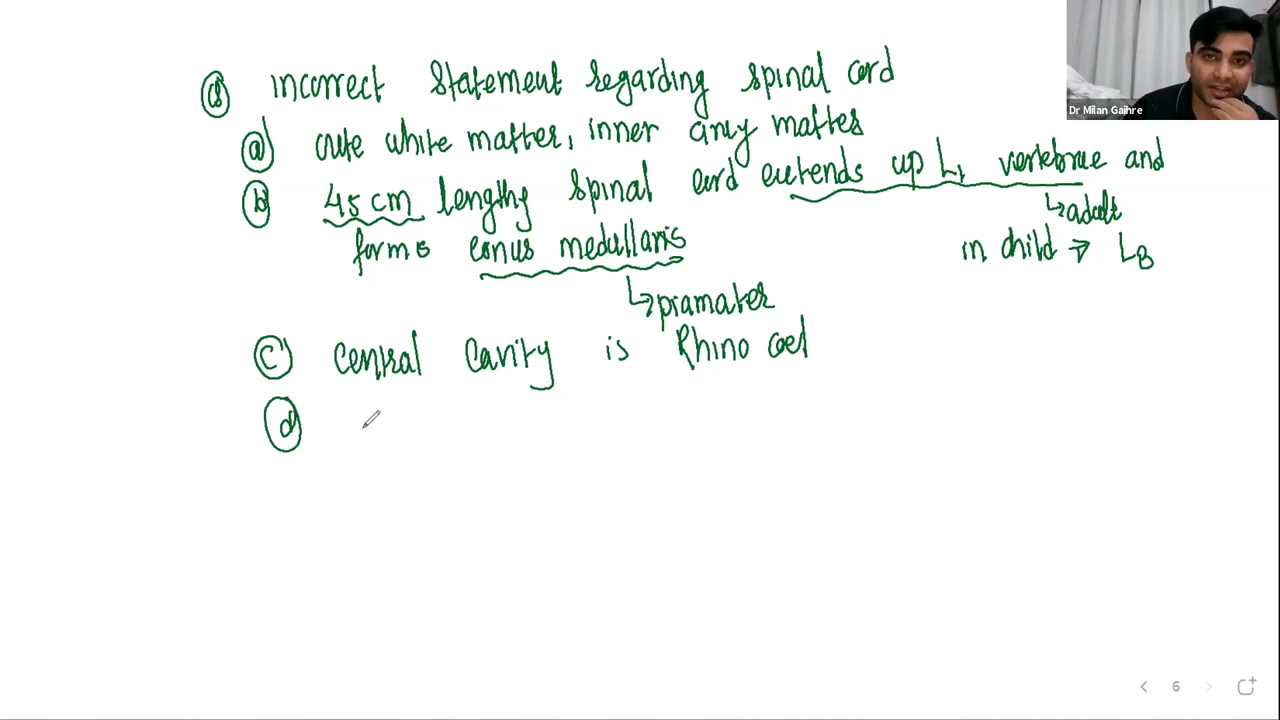 Dr Milan Gaihre
Q incorrect statement regarding spinal cord
a) oute white matter, inner grey matter
b) 45 cm lengthy spinal cord extends up L1 vertebrae and
↳ adult
forms conus medullaris
in child → L3
↳ piamater
c) central cavity is Rhino coel
d)
6